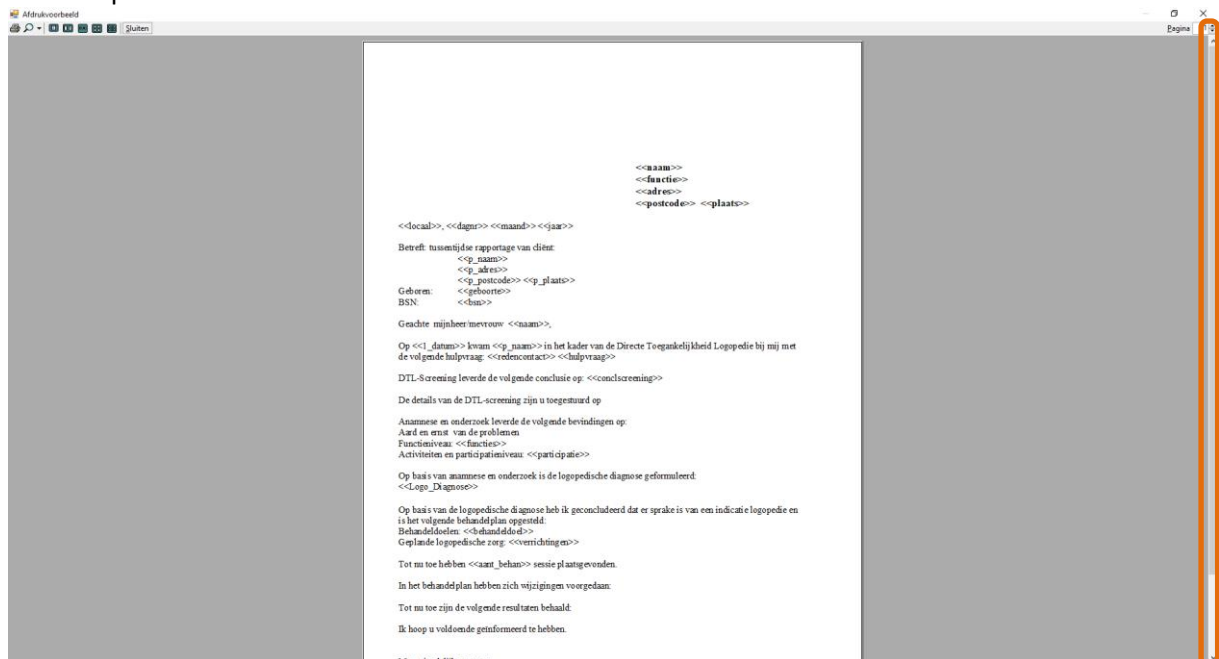 Afdrukvoorbeeld
Sluiten
Pagina
<<naam>>
<<functie>>
<<adres>>
<<postcode>> <<plaats>>
<<locaal>>, <<dagnr>> <<maand>> <<jaar>>
Betreft: tussentijdse rapportage van cliënt:
<<p_naam>>
<<p_adres>>
<<p_postcode>> <<p_plaats>>
Geboren: <<geboorte>>
BSN: <<bsn>>
Geachte mijnheer/mevrouw <<naam>>,
Op <<1_datum>> kwam <<p_naam>> in het kader van de Directe Toegankelijkheid Logopedie bij mij met
de volgende hulpvraag: <<redencontact>> <<hulpvraag>>
DTL-Screening leverde de volgende conclusie op: <<conclscreening>>
De details van de DTL-screening zijn u toegestuurd op
Anamnese en onderzoek leverde de volgende bevindingen op:
Aard en ernst van de problemen
Functieniveau: <<functies>>
Activiteiten en participatieniveau: <<participatie>>
Op basis van anamnese en onderzoek is de logopedische diagnose geformuleerd:
<<Logo_Diagnose>>
Op basis van de logopedische diagnose heb ik geconcludeerd dat er sprake is van een indicatie logopedie en
is het volgende behandelplan opgesteld:
Behandeldoelen: <<behandeldoel>>
Geplande logopedische zorg: <<verrichtingen>>
Tot nu toe hebben <<aant_behan>> sessie plaatsgevonden.
In het behandelplan hebben zich wijzigingen voorgedaan:
Tot nu toe zijn de volgende resultaten behaald:
Ik hoop u voldoende geïnformeerd te hebben.